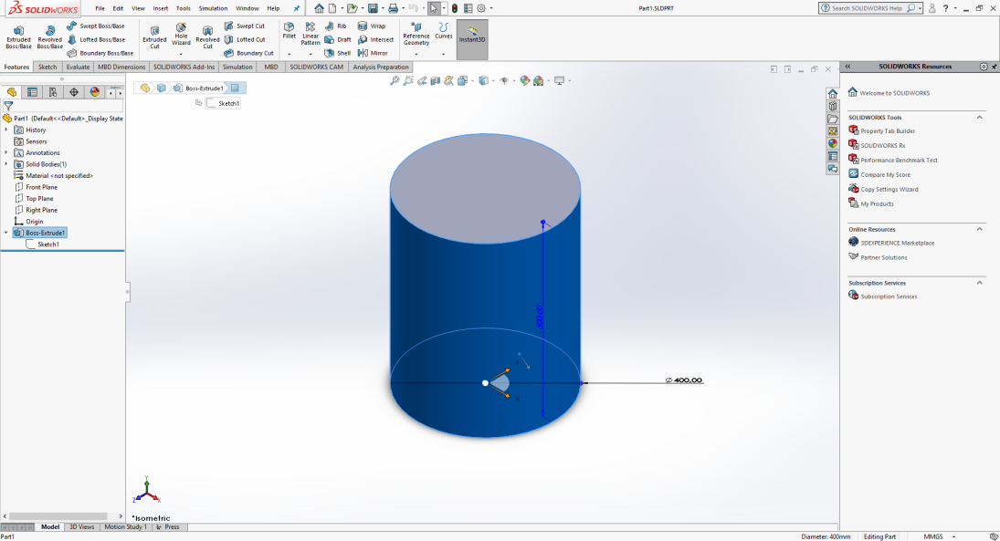 SOLIDWORKS File Edit View Insert Tools Simulation Window Help Part1.SLDPRT Search SOLIDWORKS Help
Extruded Boss/Base
Revolved Boss/Base
Swept Boss/Base
Lofted Boss/Base
Boundary Boss/Base
Extruded Cut
Hole Wizard
Revolved Cut
Swept Cut
Lofted Cut
Boundary Cut
Fillet
Linear Pattern
Rib
Draft
Shell
Wrap
Intersect
Mirror
Reference Geometry
Curves
Instant3D
Features Sketch Evaluate MBD Dimensions SOLIDWORKS Add-Ins Simulation MBD SOLIDWORKS CAM Analysis Preparation
Part1 (Default<<Default>_Display State
History
Sensors
Annotations
Solid Bodies(1)
Material <not specified>
Front Plane
Top Plane
Right Plane
Origin
Boss-Extrude1
Sketch1
Boss-Extrude1
Sketch1
500.00
⌀ 400.00
Y
X
Y
Z
X
*Isometric
SOLIDWORKS Resources
Welcome to SOLIDWORKS
SOLIDWORKS Tools
Property Tab Builder
SOLIDWORKS Rx
Performance Benchmark Test
Compare My Score
Copy Settings Wizard
My Products
Online Resources
3DEXPERIENCE Marketplace
Partner Solutions
Subscription Services
Subscription Services
Model 3D Views Motion Study 1 Press
Part1 Diameter: 400mm Editing Part MMGS